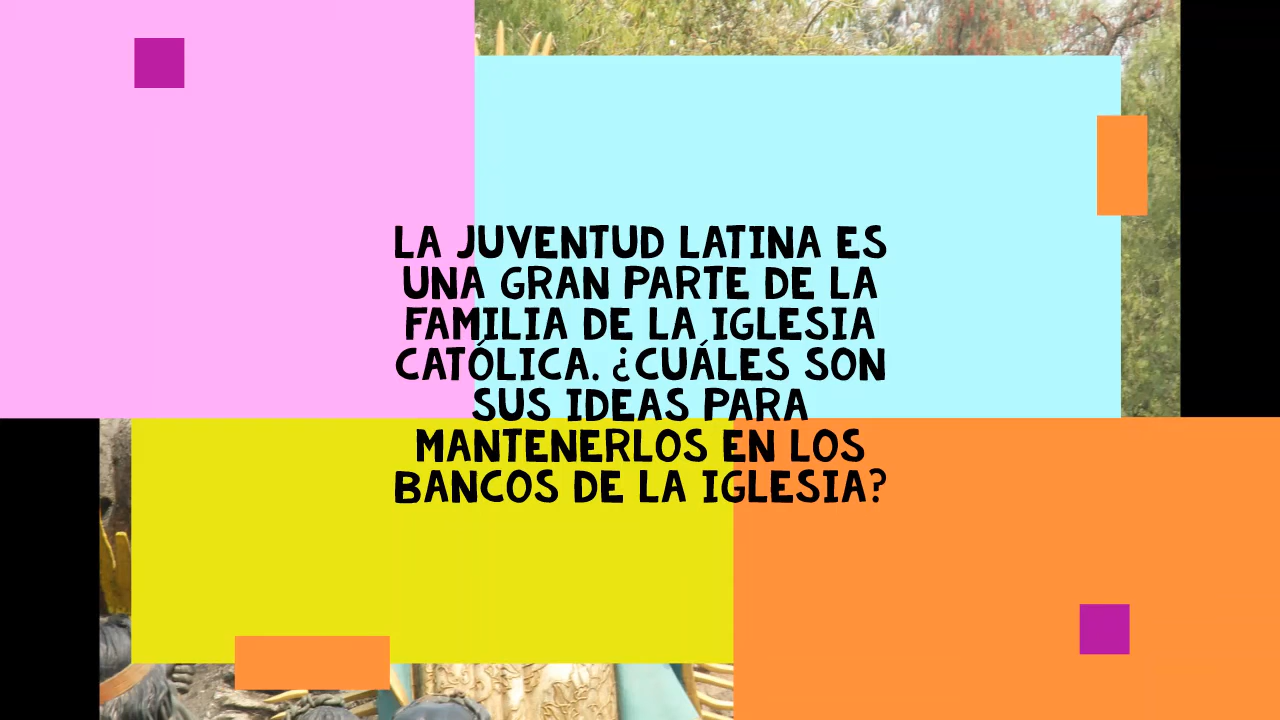 LA JUVENTUD LATINA ES
UNA GRAN PARTE DE LA
FAMILIA DE LA IGLESIA
CATÓLICA. ¿CUÁLES SON
SUS IDEAS PARA
MANTENERLOS EN LOS
BANCOS DE LA IGLESIA?